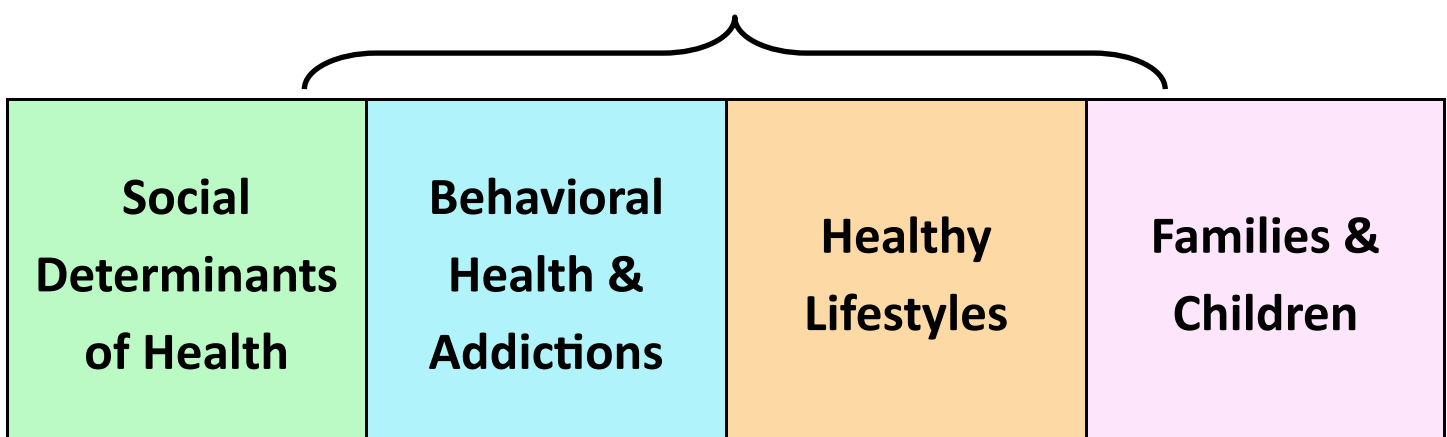 Social
Determinants
of Health
Behavioral
Health &
Addictions
Healthy
Lifestyles
Families &
Children